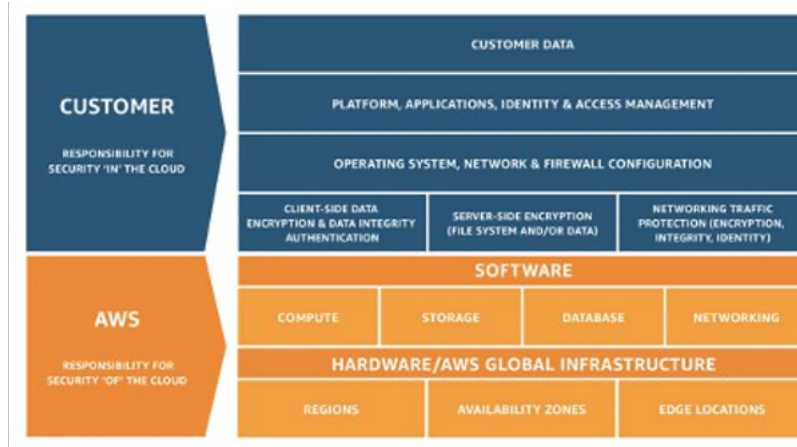 CUSTOMER
RESPONSIBILITY FOR
SECURITY 'IN' THE CLOUD
CUSTOMER DATA
PLATFORM, APPLICATIONS, IDENTITY & ACCESS MANAGEMENT
OPERATING SYSTEM, NETWORK & FIREWALL CONFIGURATION
CLIENT-SIDE DATA
ENCRYPTION & DATA INTEGRITY
AUTHENTICATION
SERVER-SIDE ENCRYPTION
(FILE SYSTEM AND/OR DATA)
NETWORKING TRAFFIC
PROTECTION (ENCRYPTION,
INTEGRITY, IDENTITY)
AWS
RESPONSIBILITY FOR
SECURITY 'OF' THE CLOUD
SOFTWARE
COMPUTE
STORAGE
DATABASE
NETWORKING
HARDWARE/AWS GLOBAL INFRASTRUCTURE
REGIONS
AVAILABILITY ZONES
EDGE LOCATIONS